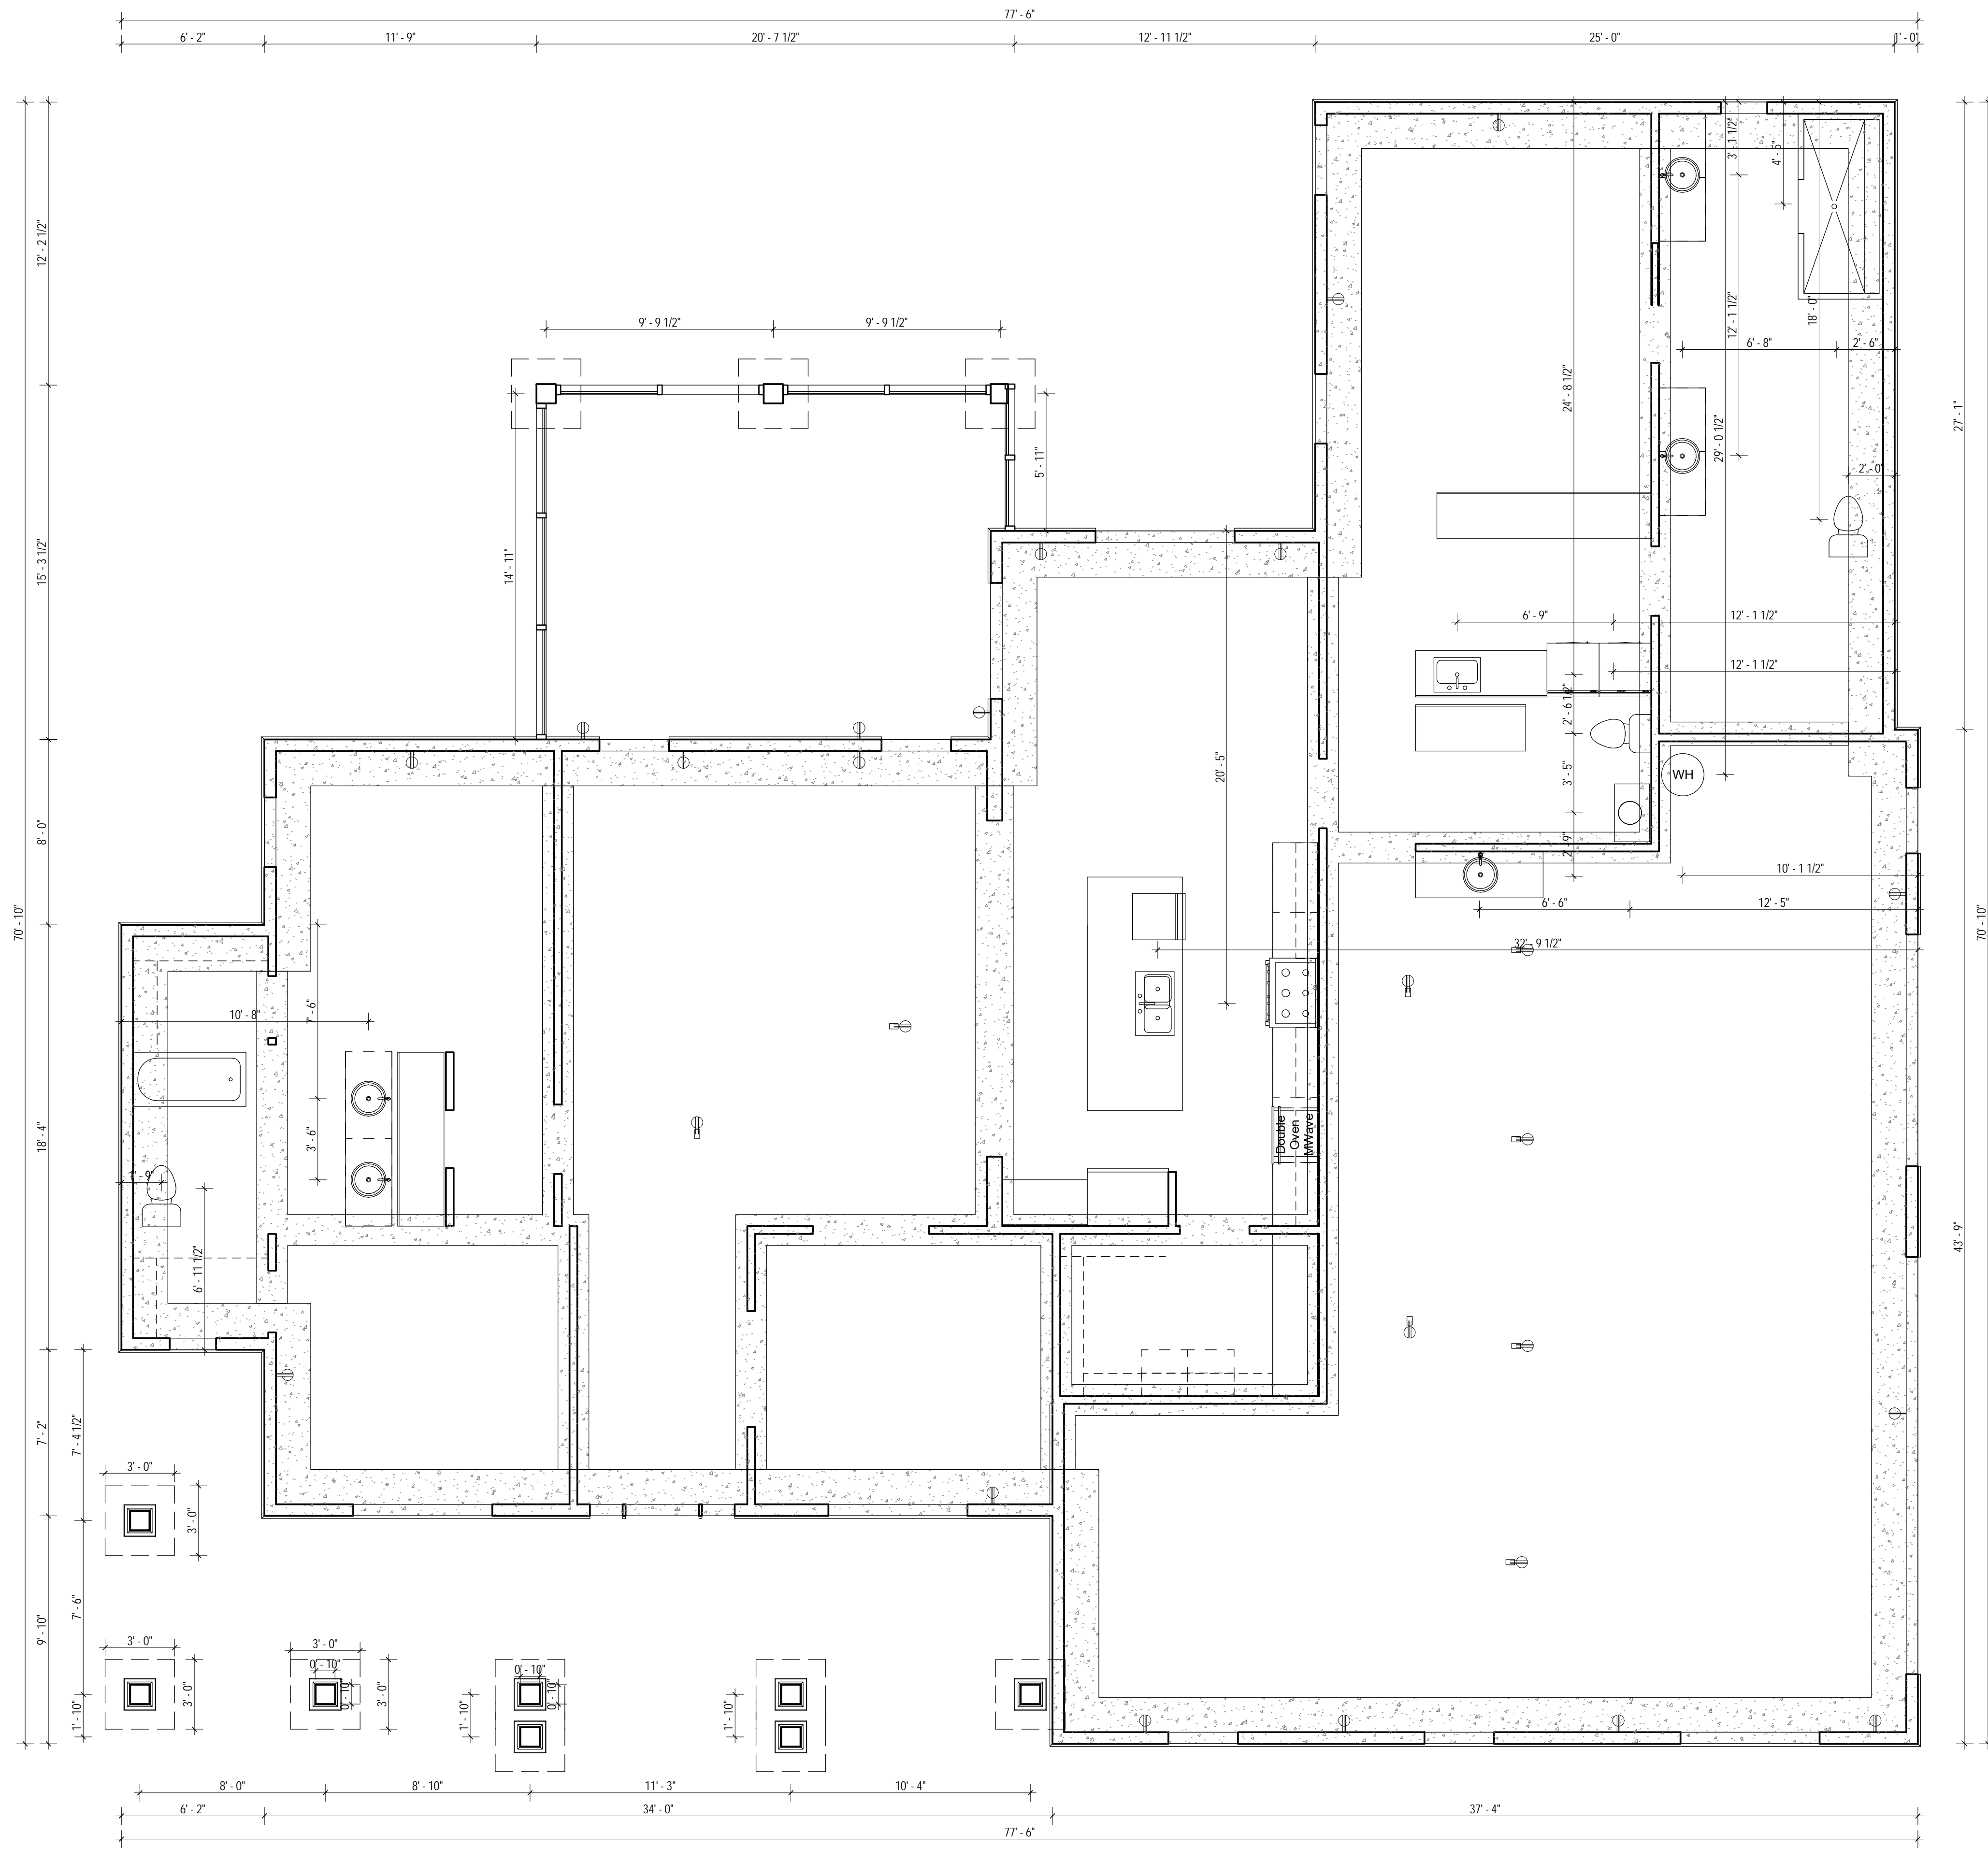 77' - 6"
6' - 2"
11' - 9"
20' - 7 1/2"
12' - 11 1/2"
25' - 0"
1' - 0"
12' - 2 1/2"
3' - 1 1/2"
4' - 5"
18' - 0"
12' - 1 1/2"
9' - 9 1/2"
9' - 9 1/2"
6' - 8"
2' - 6"
24' - 8 1/2"
29' - 0 1/2"
27' - 1"
5' - 11"
2' - 0"
15' - 3 1/2"
14' - 11"
6' - 9"
12' - 1 1/2"
12' - 1 1/2"
2' - 6 1/2"
20' - 5"
3' - 5"
WH
8' - 0"
2' - 9"
10' - 1 1/2"
6' - 6"
12' - 5"
70' - 10"
70' - 10"
32' - 9 1/2"
7' - 6"
10' - 8"
18' - 4"
3' - 6"
Double
Oven
MWave
1' - 9"
43' - 9"
6' - 11 1/2"
7' - 2"
7' - 4 1/2"
3' - 0"
3' - 0"
7' - 6"
9' - 10"
3' - 0"
3' - 0"
0' - 10"
0' - 10"
3' - 0"
3' - 0"
0' - 10"
0' - 10"
1' - 10"
1' - 10"
1' - 10"
8' - 0"
8' - 10"
11' - 3"
10' - 4"
6' - 2"
34' - 0"
37' - 4"
77' - 6"